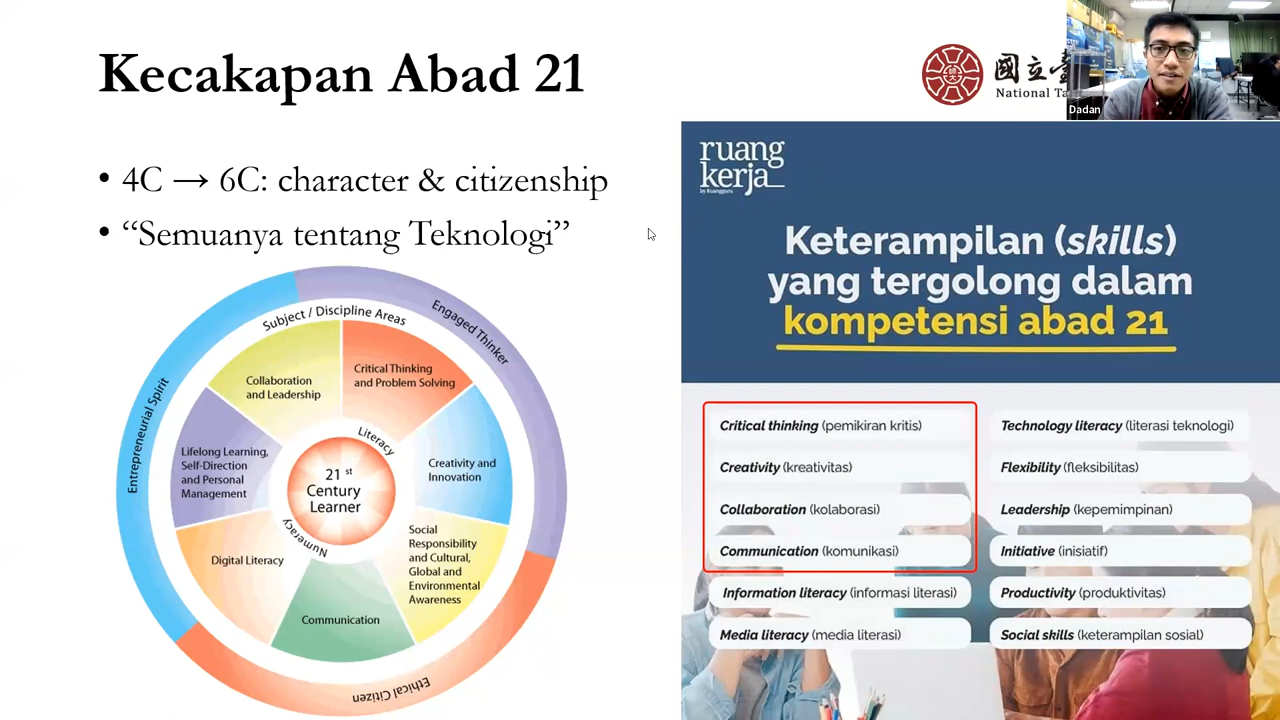 Kecakapan Abad 21
國立臺
National Ta
Dadan
• 4C → 6C: character & citizenship
• “Semuanya tentang Teknologi”
Entrepreneurial Spirit
Engaged Thinker
Ethical Citizen
Subject / Discipline Areas
Collaboration
and Leadership
Critical Thinking
and Problem Solving
Lifelong Learning,
Self-Direction
and Personal
Management
Literacy
Creativity and
Innovation
21 st
Century
Learner
Numeracy
Digital Literacy
Social
Responsibility
and Cultural,
Global and
Environmental
Awareness
Communication
ruang
kerja_
by Ruangguru
Keterampilan (skills)
yang tergolong dalam
kompetensi abad 21
Critical thinking (pemikiran kritis)
Creativity (kreativitas)
Collaboration (kolaborasi)
Communication (komunikasi)
Information literacy (informasi literasi)
Media literacy (media literasi)
Technology literacy (literasi teknologi)
Flexibility (fleksibilitas)
Leadership (kepemimpinan)
Initiative (inisiatif)
Productivity (produktivitas)
Social skills (keterampilan sosial)